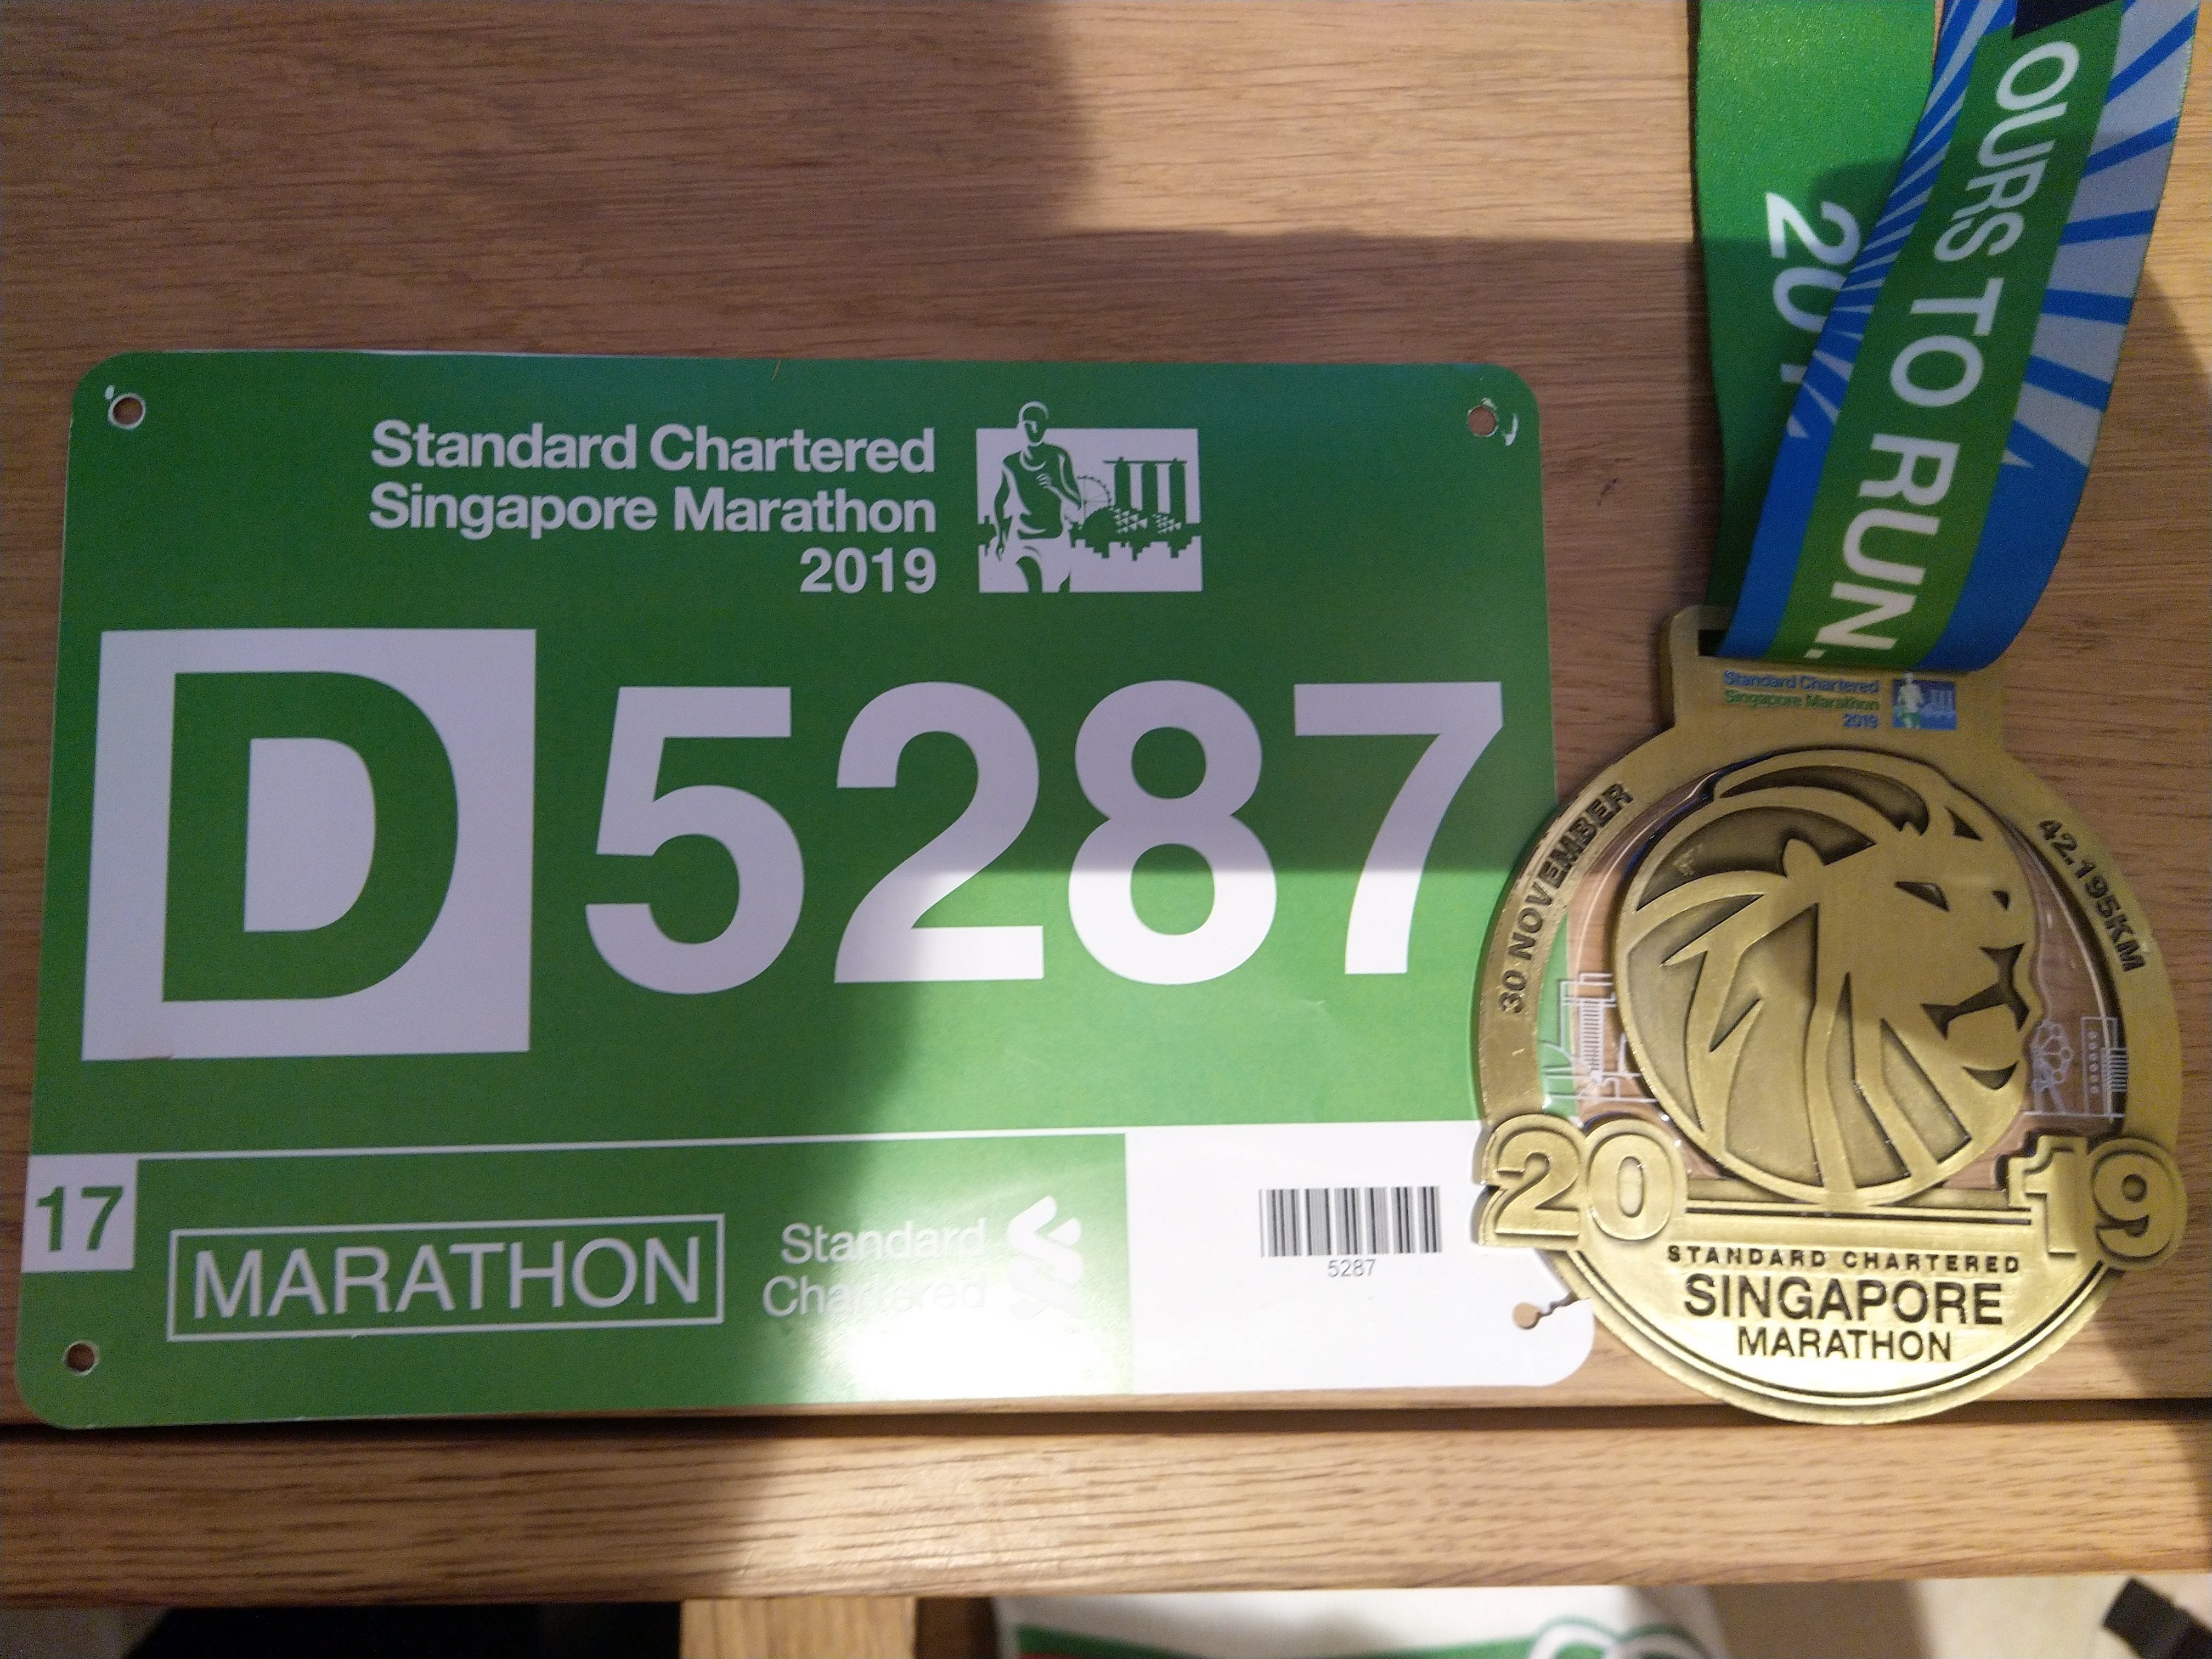 Standard Chartered
Singapore Marathon
2019
D 5287
17
MARATHON
Standard
Chartered
5287
OURS TO RUN.
201
Standard Chartered
Singapore Marathon
2019
30 NOVEMBER
42.195KM
2019
STANDARD CHARTERED
SINGAPORE
MARATHON